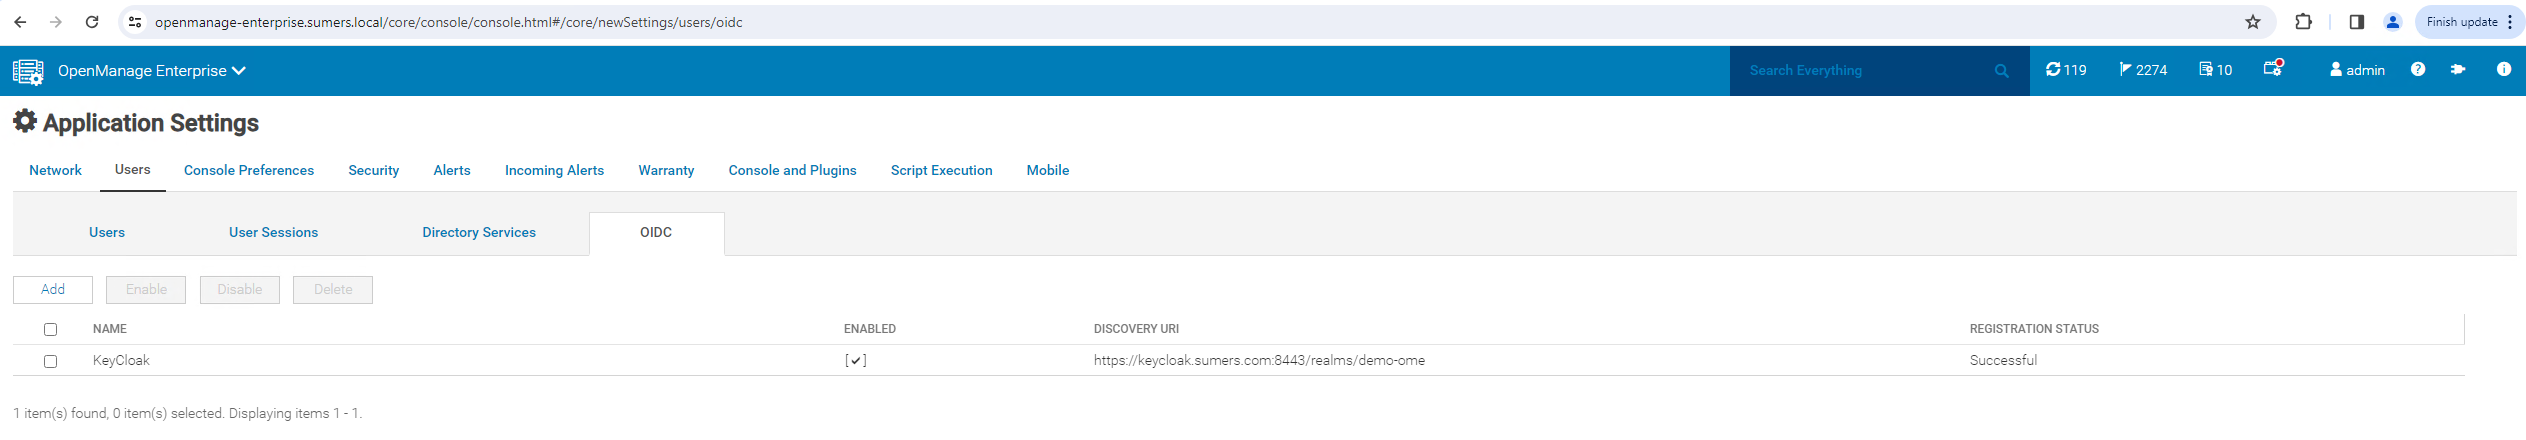 openmanage-enterprise.sumers.local/core/console/console.html#/core/newSettings/users/oidc Finish update
OpenManage Enterprise Search Everything 119 2274 10 admin
Application Settings
Network Users Console Preferences Security Alerts Incoming Alerts Warranty Console and Plugins Script Execution Mobile
Users User Sessions Directory Services OIDC
Add Enable Disable Delete
NAME ENABLED DISCOVERY URI REGISTRATION STATUS
KeyCloak [✔] https://keycloak.sumers.com:8443/realms/demo-ome Successful
1 item(s) found, 0 item(s) selected. Displaying items 1 - 1.